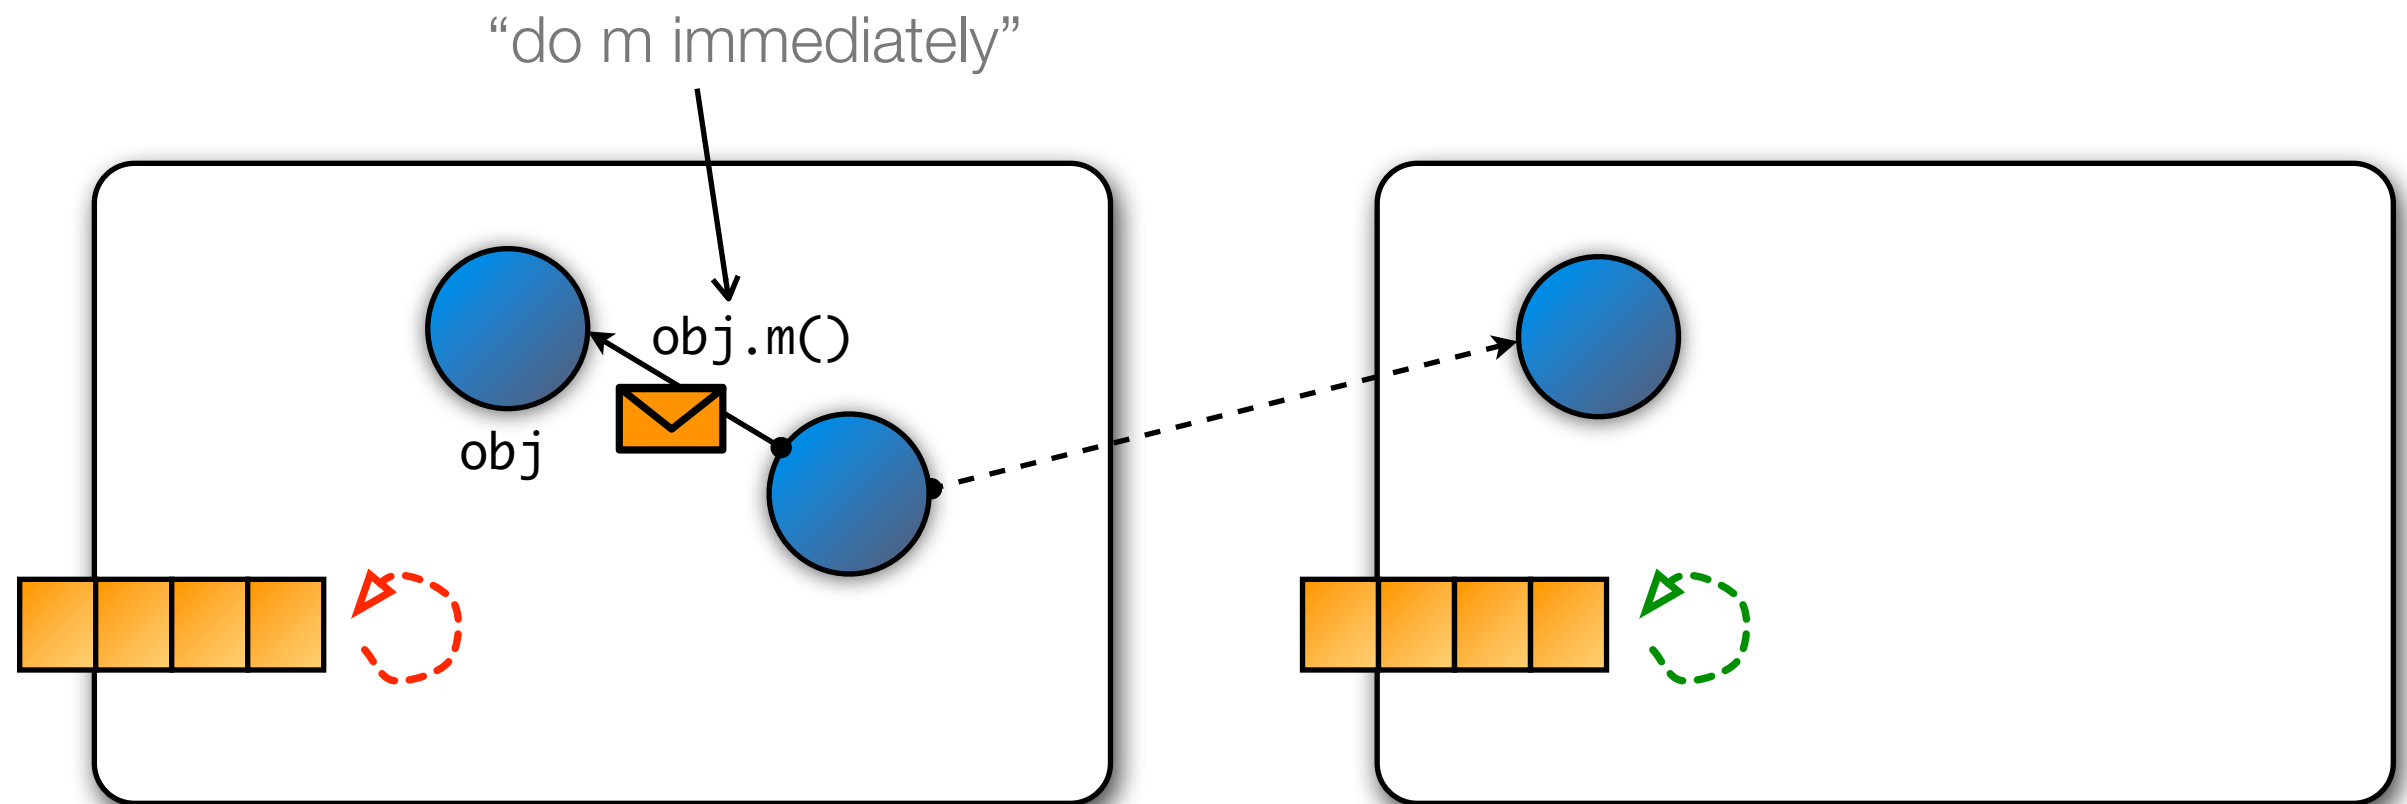 “do m immediately”
obj.m()
obj